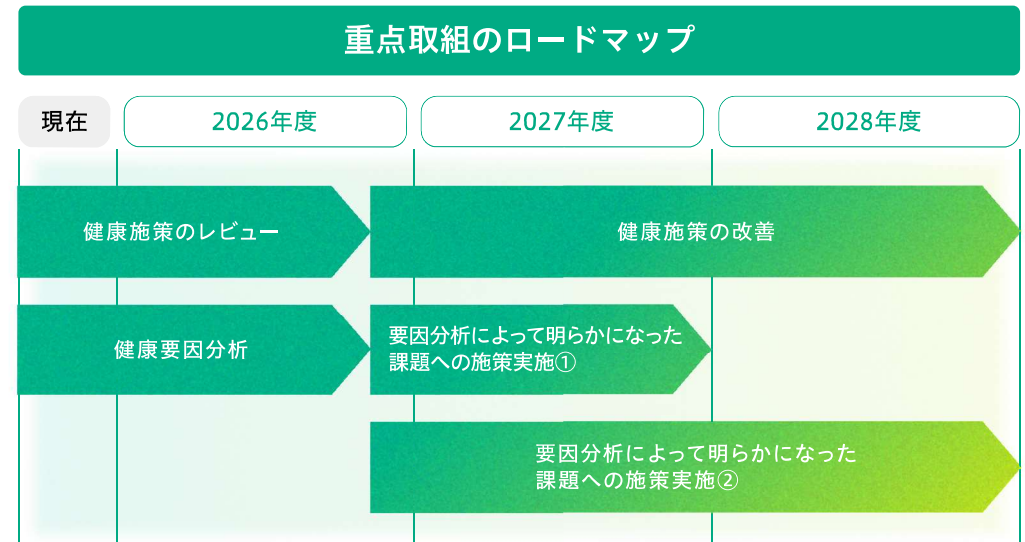 重点取組のロードマップ
現在
2026年度
2027年度
2028年度
健康施策のレビュー
健康施策の改善
健康要因分析
要因分析によって明らかになった
課題への施策実施①
要因分析によって明らかになった
課題への施策実施②